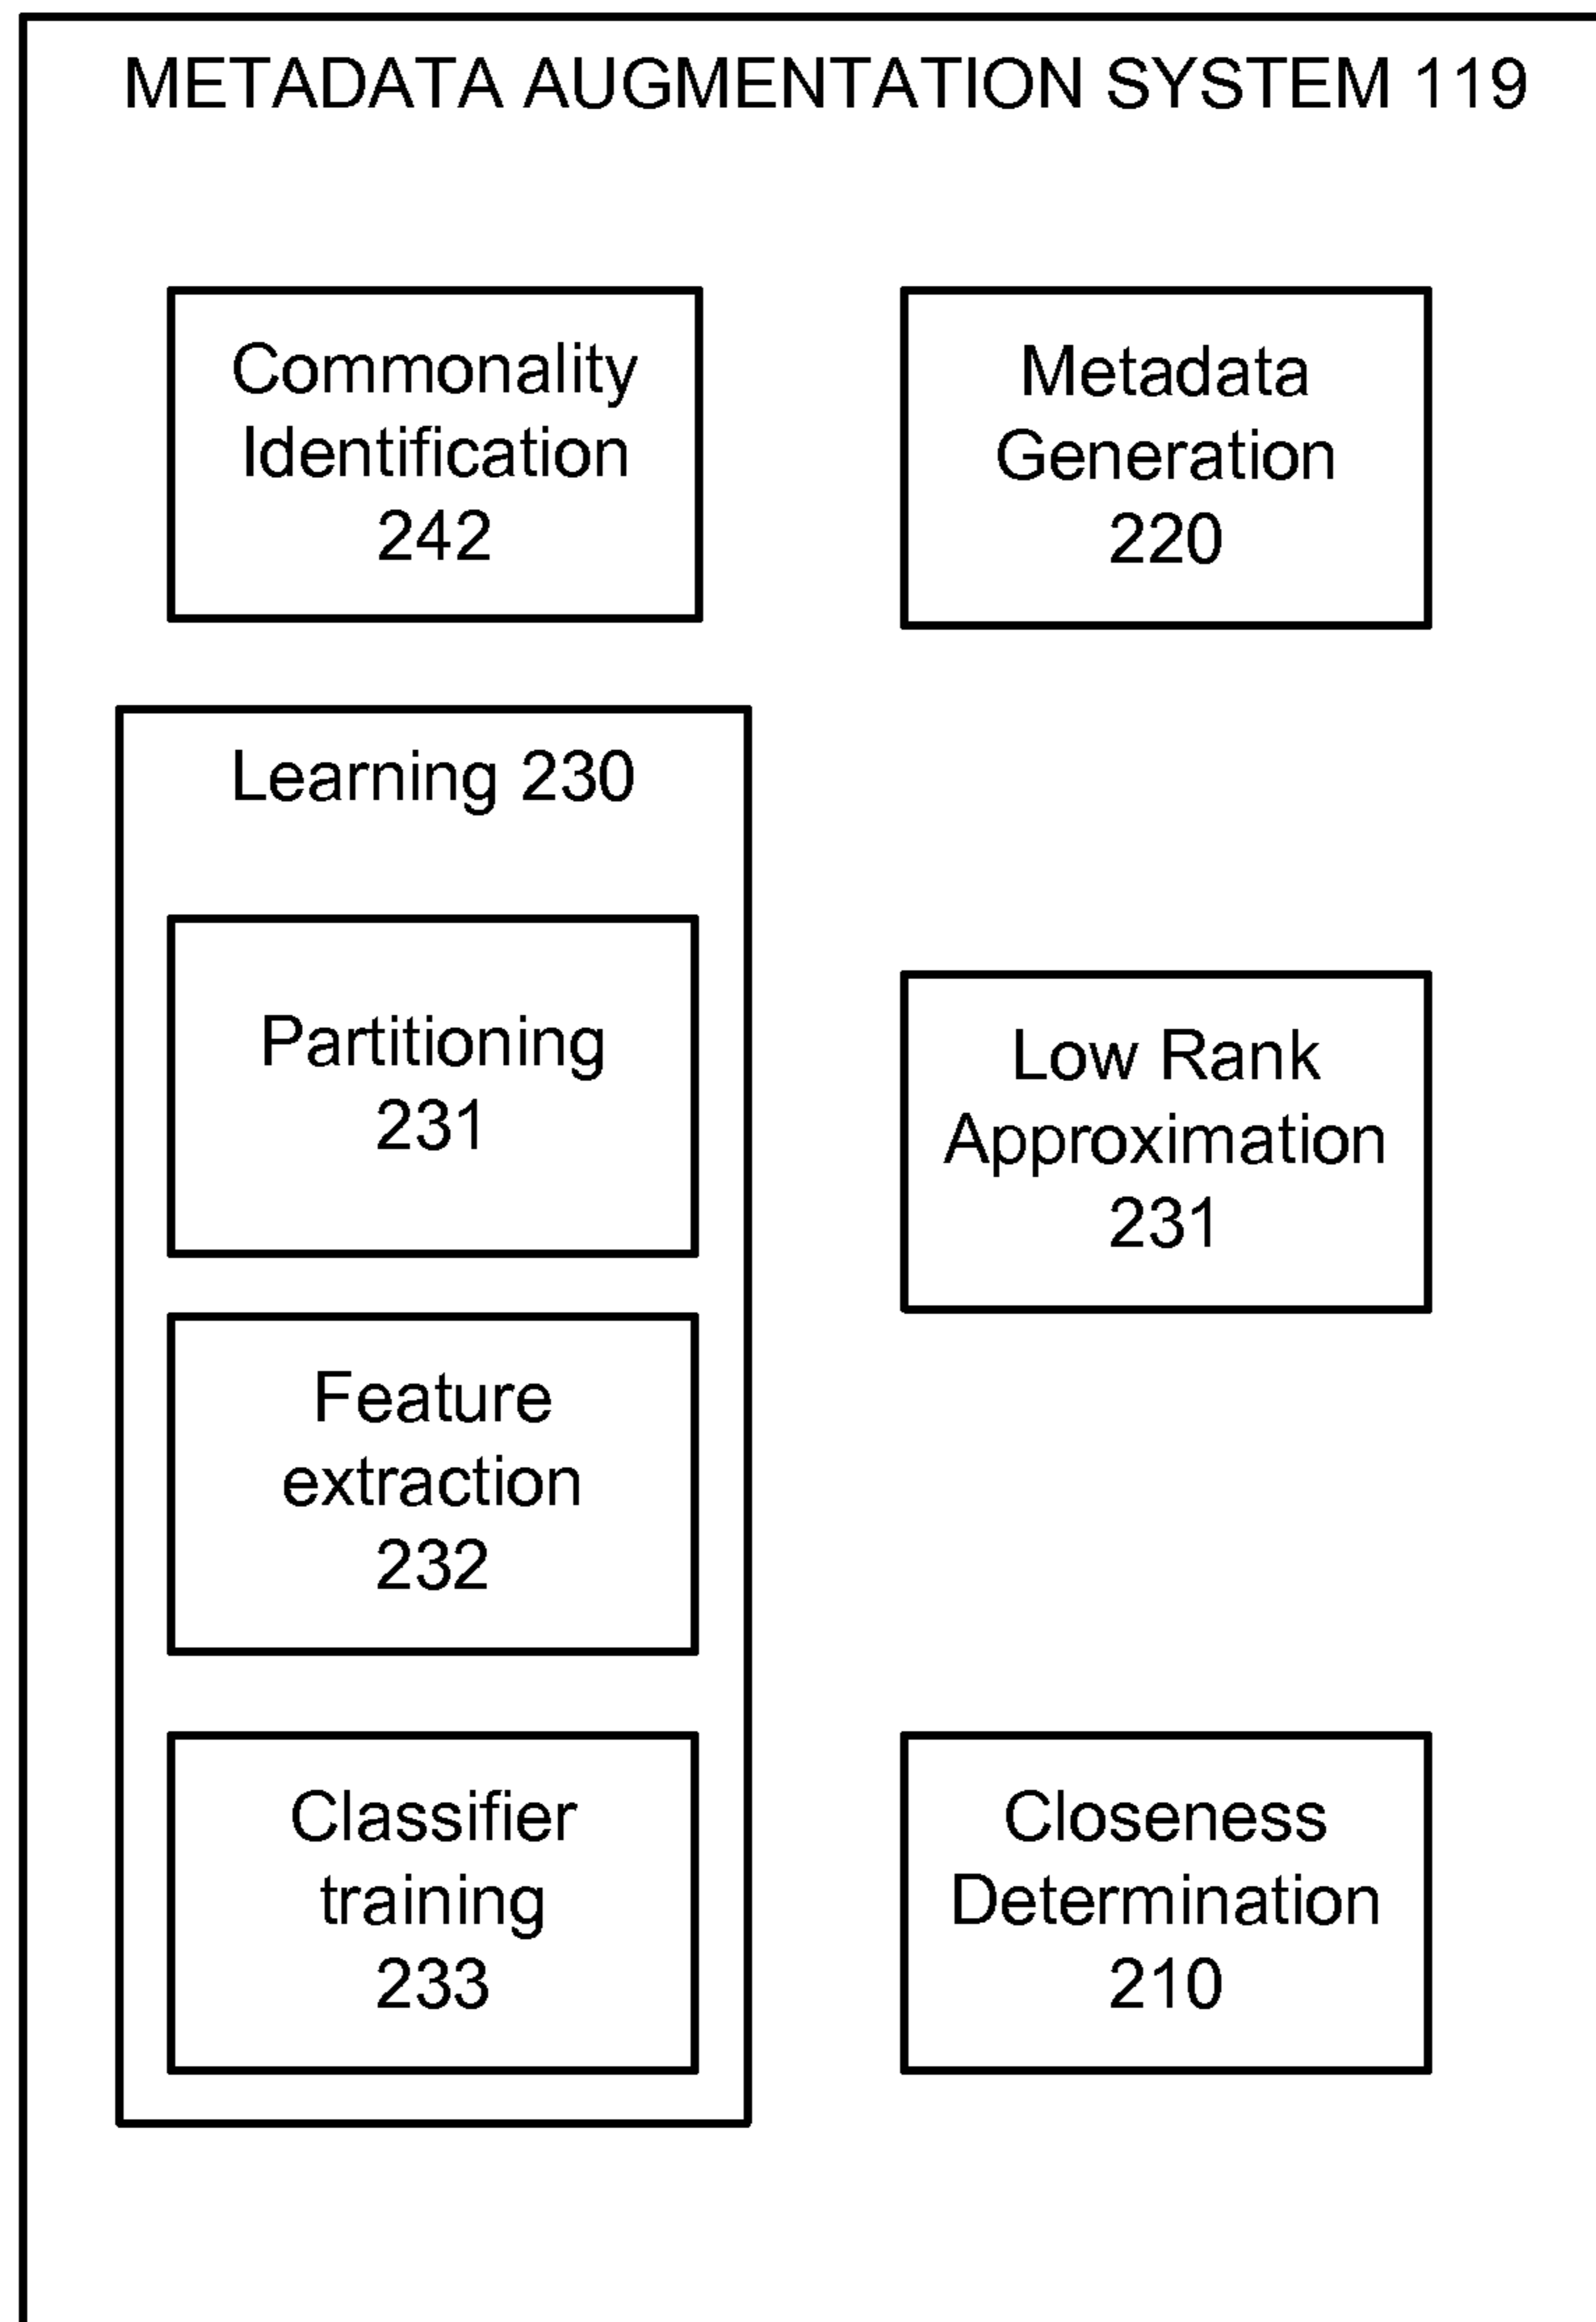 METADATA AUGMENTATION SYSTEM 119
Commonality
Identification
242
Metadata
Generation
220
Learning 230
Partitioning
231
Low Rank
Approximation
231
Feature
extraction
232
Classifier
training
233
Closeness
Determination
210